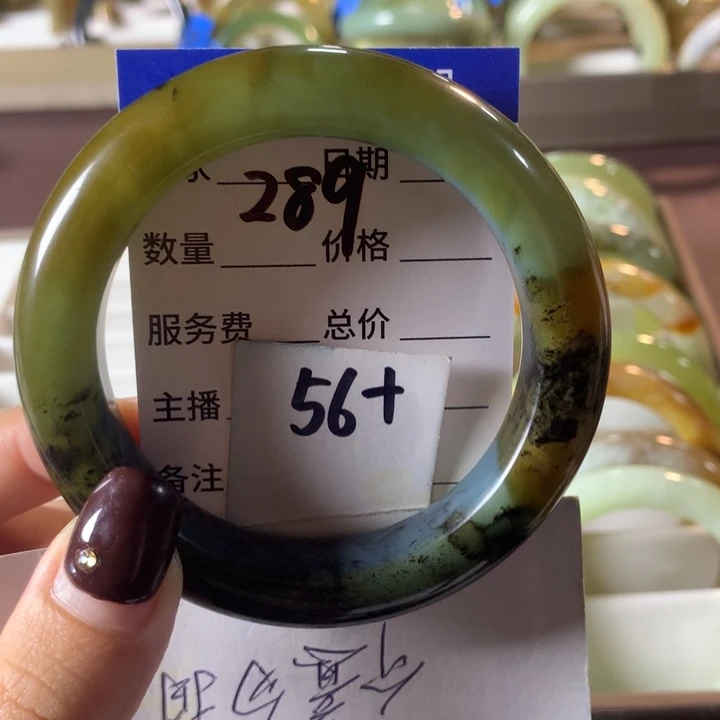 289 日期
数量 价格
服务费 总价
主播
56+
备注